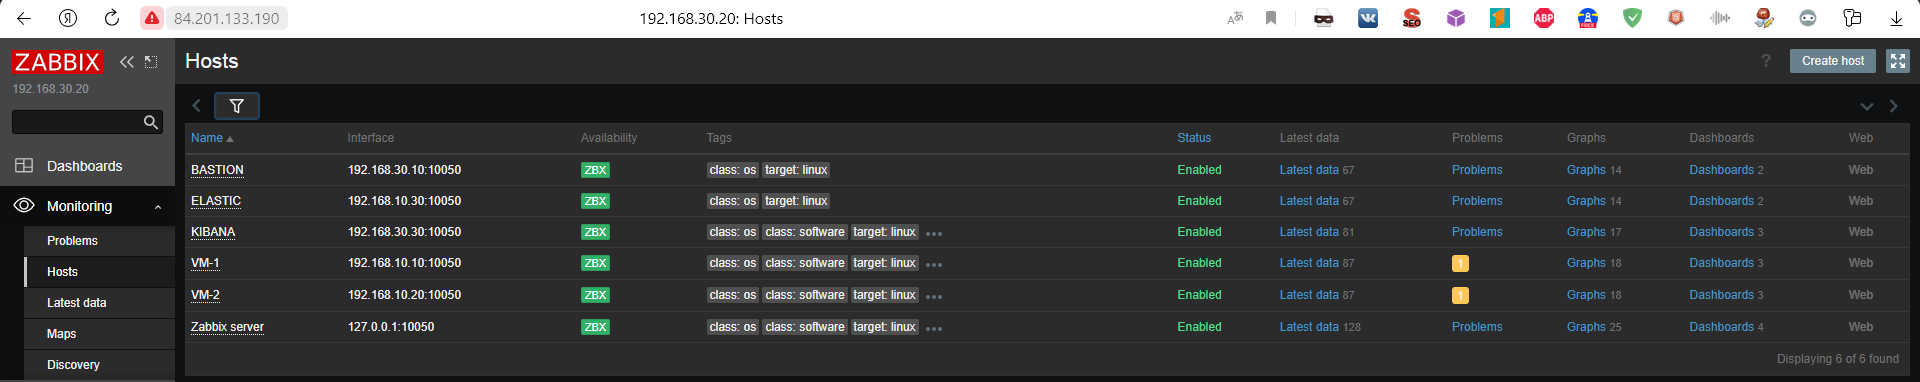 84.201.133.190
192.168.30.20: Hosts
ZABBIX
192.168.30.20
Hosts
? Create host
Dashboards
Monitoring
Problems
Hosts
Latest data
Maps
Discovery
Name Interface Availability Tags Status Latest data Problems Graphs Dashboards Web
BASTION 192.168.30.10:10050 ZBX class: os target: linux Enabled Latest data 67 Problems Graphs 14 Dashboards 2 Web
ELASTIC 192.168.10.30:10050 ZBX class: os target: linux Enabled Latest data 67 Problems Graphs 14 Dashboards 2 Web
KIBANA 192.168.30.30:10050 ZBX class: os class: software target: linux ... Enabled Latest data 81 Problems Graphs 17 Dashboards 3 Web
VM-1 192.168.10.10:10050 ZBX class: os class: software target: linux ... Enabled Latest data 87 1 Graphs 18 Dashboards 3 Web
VM-2 192.168.10.20:10050 ZBX class: os class: software target: linux ... Enabled Latest data 87 1 Graphs 18 Dashboards 3 Web
Zabbix server 127.0.0.1:10050 ZBX class: os class: software target: linux ... Enabled Latest data 128 Problems Graphs 25 Dashboards 4 Web
Displaying 6 of 6 found